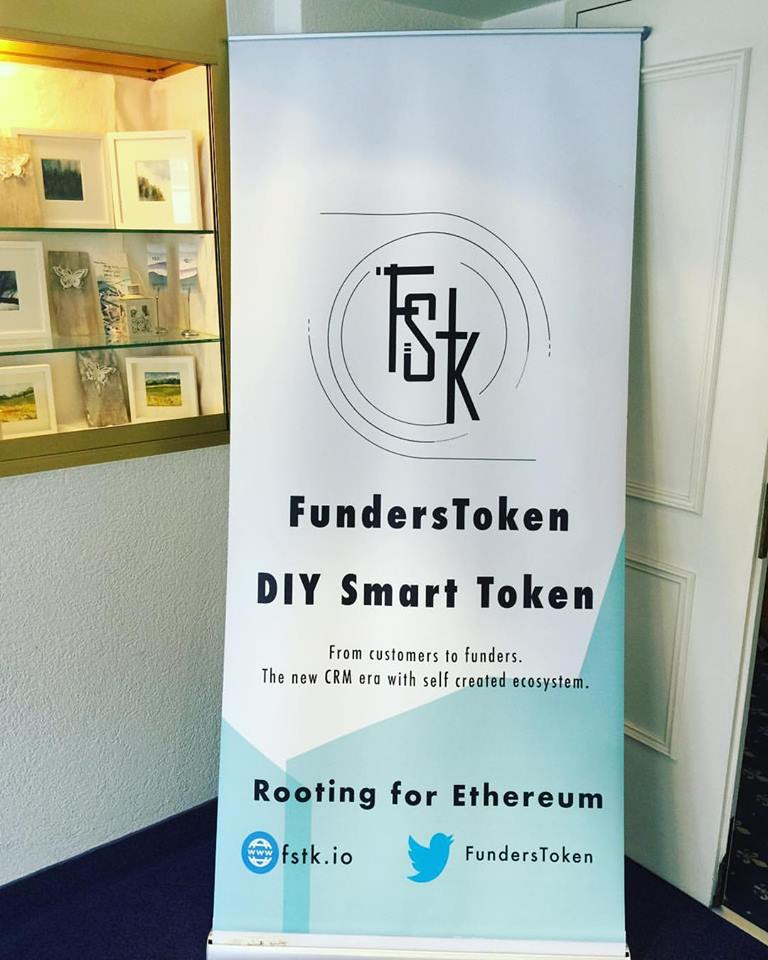 FStK
FundersToken
DIY Smart Token
From customers to funders.
The new CRM era with self created ecosystem.
Rooting for Ethereum
www
fstk.io
FundersToken